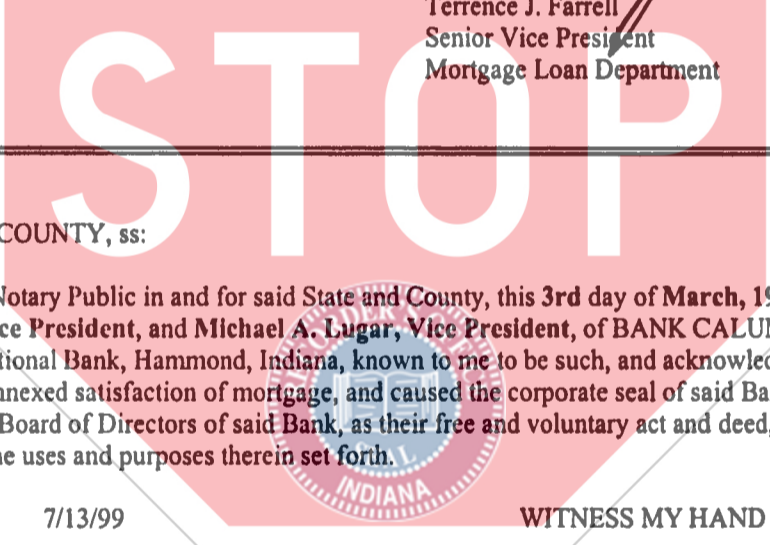 Terrence J. Farrell
Senior Vice President
Mortgage Loan Department
STOP
COUNTY, ss:
Notary Public in and for said State and County, this 3rd day of March, 19
ce President, and Michael A. Lugar, Vice President, of BANK CALUM
tional Bank, Hammond, Indiana, known to me to be such, and acknowled
nnexed satisfaction of mortgage, and caused the corporate seal of said Ba
Board of Directors of said Bank, as their free and voluntary act and deed,
e uses and purposes therein set forth.
SEAL
INDIANA
7/13/99 WITNESS MY HAND